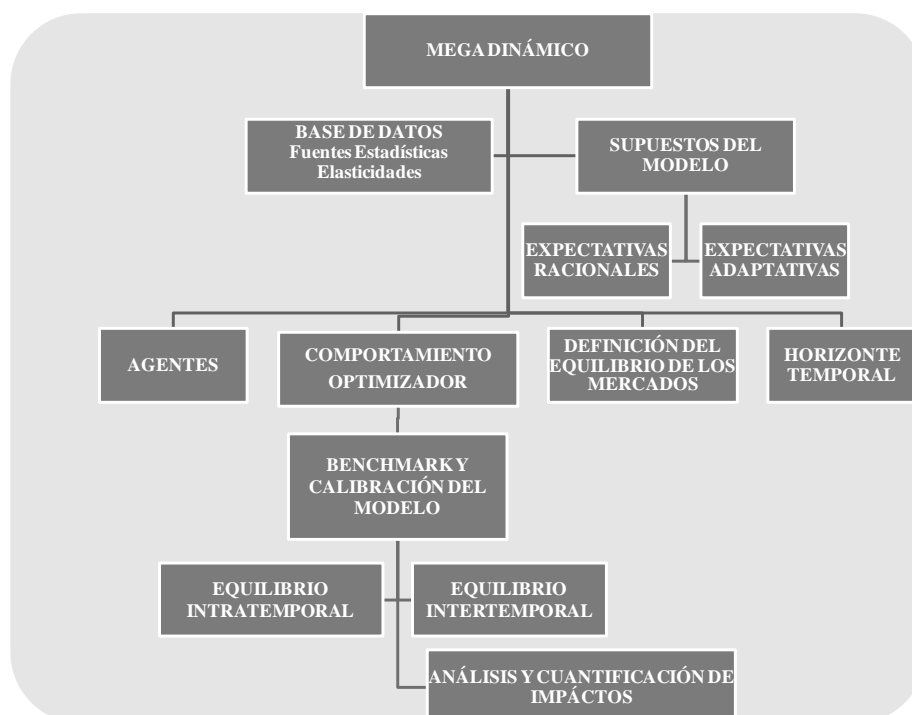 MEGA DINÁMICO
BASE DE DATOS
Fuentes Estadísticas
Elasticidades
SUPUESTOS DEL
MODELO
EXPECTATIVAS
RACIONALES
EXPECTATIVAS
ADAPTATIVAS
AGENTES
COMPORTAMIENTO
OPTIMIZADOR
DEFINICIÓN DEL
EQUILIBRIO DE LOS
MERCADOS
HORIZONTE
TEMPORAL
BENCHMARK Y
CALIBRACIÓN DEL
MODELO
EQUILIBRIO
INTRATEMPORAL
EQUILIBRIO
INTERTEMPORAL
ANÁLISIS Y CUANTIFICACIÓN DE
IMPÁCTOS